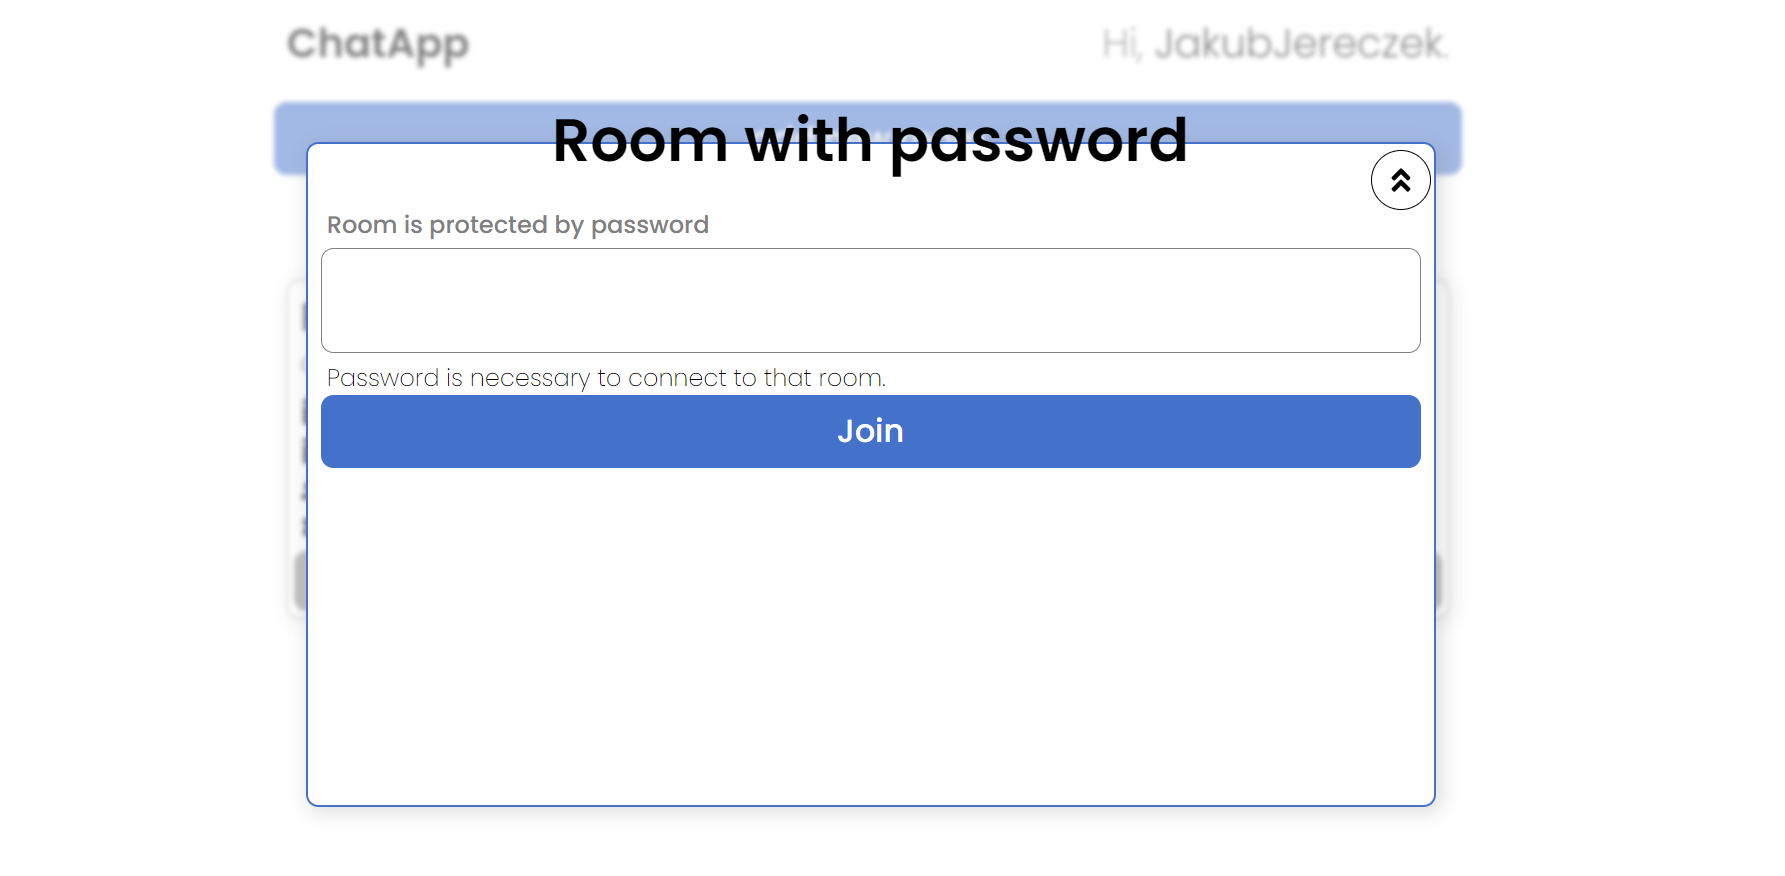 ChatApp
Hi, JakubJereczek.
Room with password
Room is protected by password
Password is necessary to connect to that room.
Join